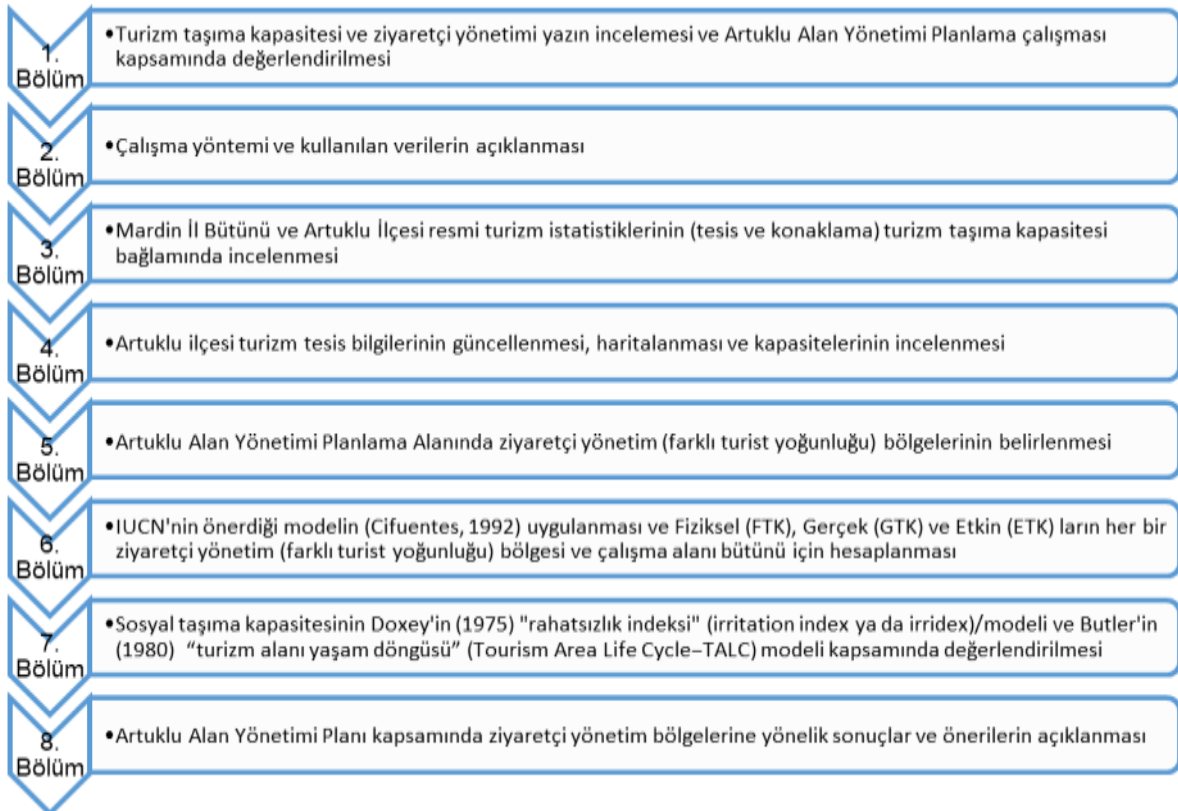 1.
Bölüm
•Turizm taşıma kapasitesi ve ziyaretçi yönetimi yazın incelemesi ve Artuklu Alan Yönetimi Planlama çalışması
kapsamında değerlendirilmesi
2.
Bölüm
•Çalışma yöntemi ve kullanılan verilerin açıklanması
3.
Bölüm
•Mardin İl Bütünü ve Artuklu İlçesi resmi turizm istatistiklerinin (tesis ve konaklama) turizm taşıma kapasitesi
bağlamında incelenmesi
4.
Bölüm
•Artuklu ilçesi turizm tesis bilgilerinin güncellenmesi, haritalanması ve kapasitelerinin incelenmesi
5.
Bölüm
•Artuklu Alan Yönetimi Planlama Alanında ziyaretçi yönetim (farklı turist yoğunluğu) bölgelerinin belirlenmesi
6.
Bölüm
•IUCN'nin önerdiği modelin (Cifuentes, 1992) uygulanması ve Fiziksel (FTK), Gerçek (GTK) ve Etkin (ETK) ların her bir
ziyaretçi yönetim (farklı turist yoğunluğu) bölgesi ve çalışma alanı bütünü için hesaplanması
7.
Bölüm
•Sosyal taşıma kapasitesinin Doxey'in (1975) "rahatsızlık indeksi" (irritation index ya da irridex)/modeli ve Butler'in
(1980) “turizm alanı yaşam döngüsü” (Tourism Area Life Cycle–TALC) modeli kapsamında değerlendirilmesi
8.
Bölüm
•Artuklu Alan Yönetimi Planı kapsamında ziyaretçi yönetim bölgelerine yönelik sonuçlar ve önerilerin açıklanması